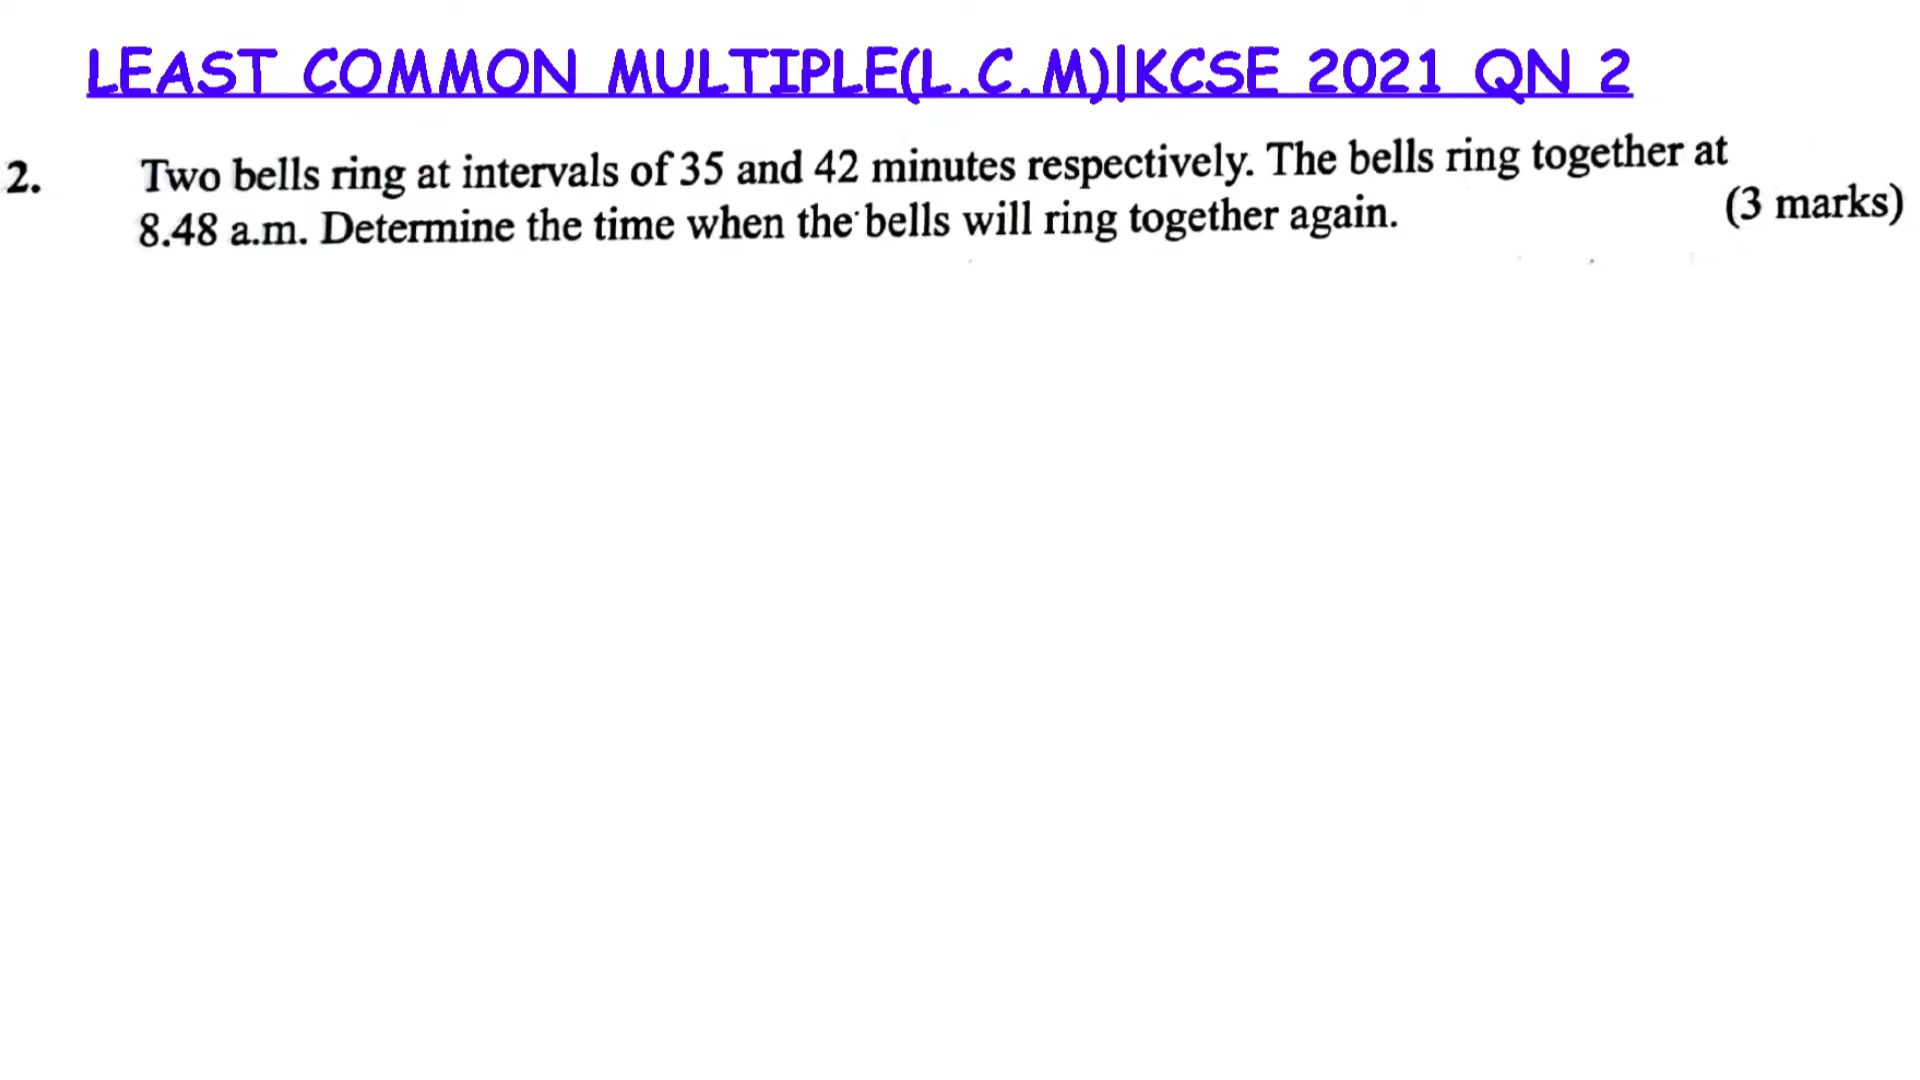 LEAST COMMON MULTIPLE(L.C.M)|KCSE 2021 QN 2
2. Two bells ring at intervals of 35 and 42 minutes respectively. The bells ring together at
8.48 a.m. Determine the time when the bells will ring together again. (3 marks)